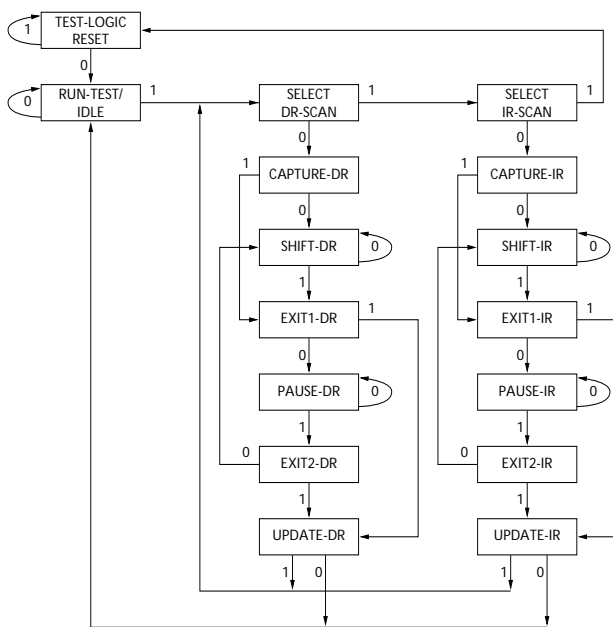 TEST-LOGIC
RESET
1
0
RUN-TEST/
IDLE
0
1
SELECT
DR-SCAN
1
SELECT
IR-SCAN
1
0
0
1
CAPTURE-DR
1
CAPTURE-IR
0
0
SHIFT-DR
0
SHIFT-IR
0
1
1
EXIT1-DR
1
EXIT1-IR
1
0
0
PAUSE-DR
0
PAUSE-IR
0
1
1
0
EXIT2-DR
0
EXIT2-IR
1
1
UPDATE-DR
UPDATE-IR
1
0
1
0